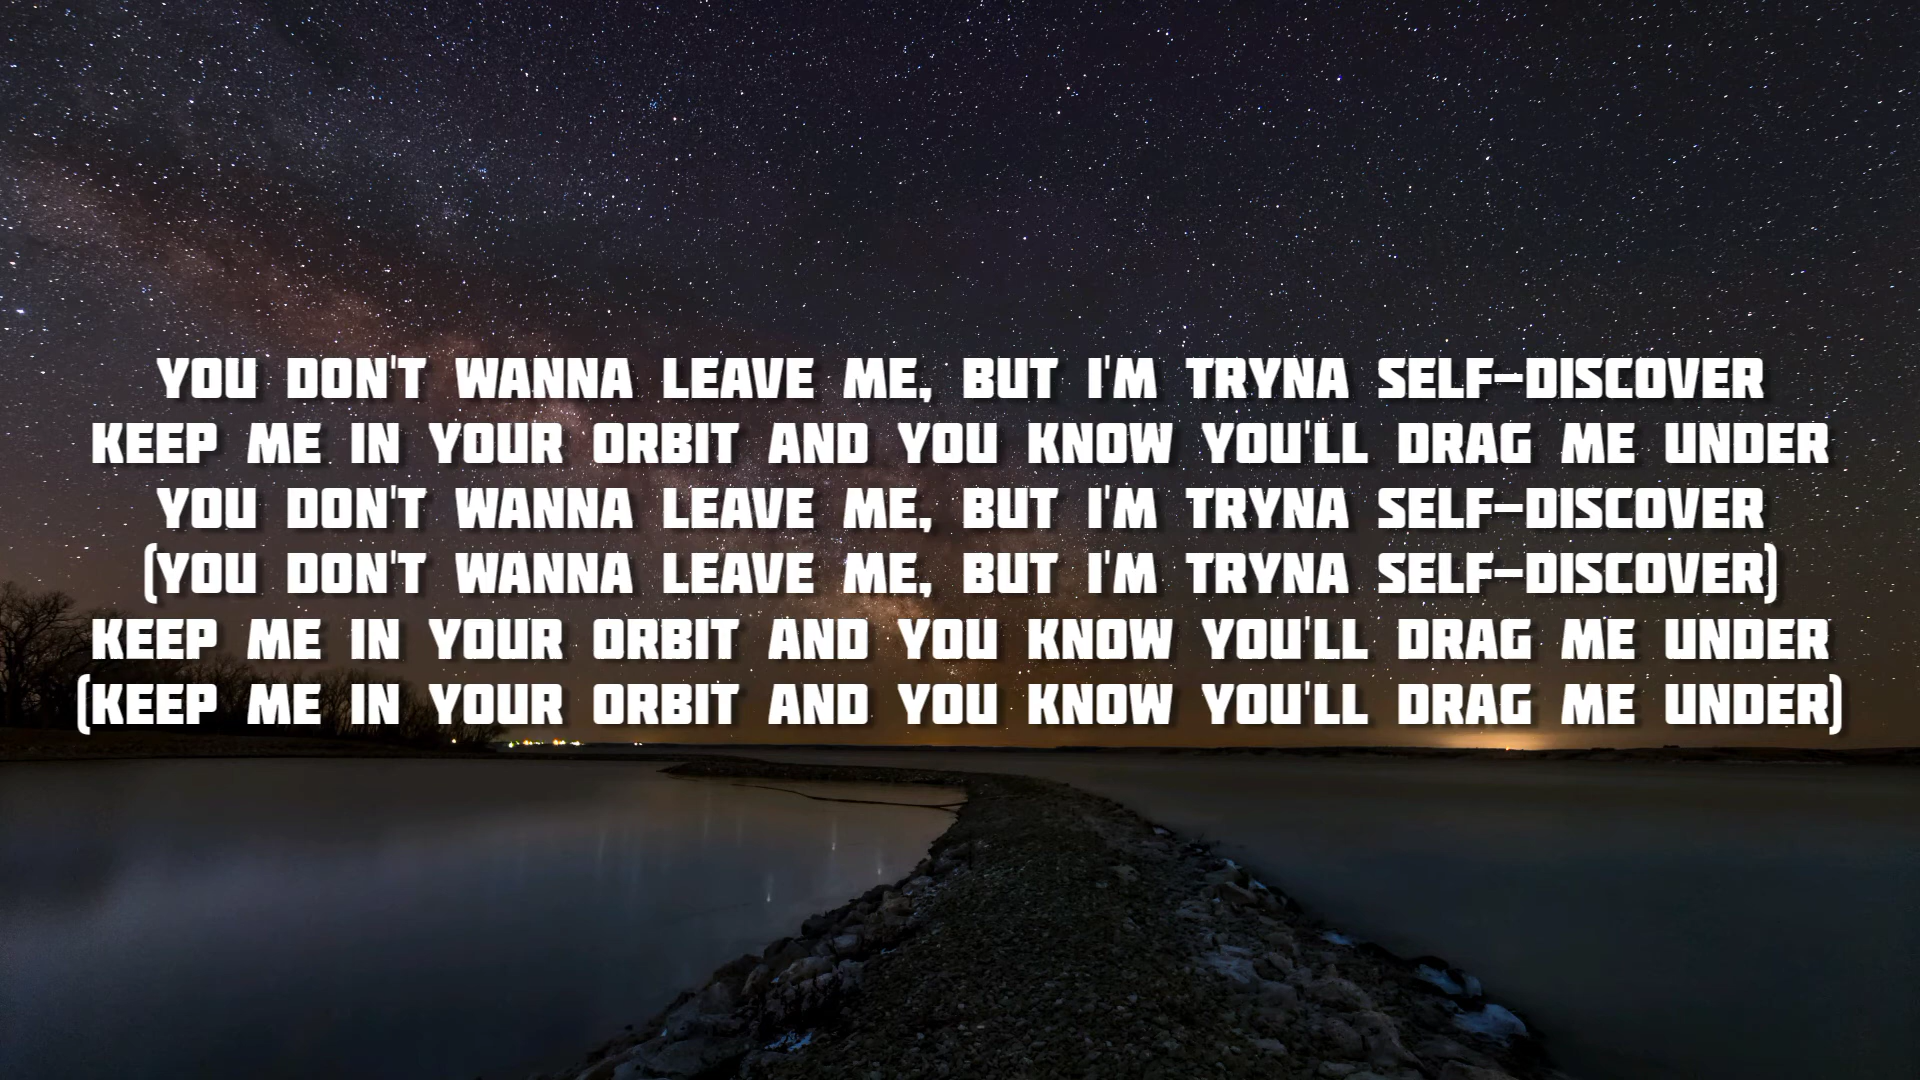 YOU DON'T WANNA LEAVE ME, BUT I'M TRYNA SELF-DISCOVER
KEEP ME IN YOUR ORBIT AND YOU KNOW YOU'LL DRAG ME UNDER
YOU DON'T WANNA LEAVE ME, BUT I'M TRYNA SELF-DISCOVER
(YOU DON'T WANNA LEAVE ME, BUT I'M TRYNA SELF-DISCOVER)
KEEP ME IN YOUR ORBIT AND YOU KNOW YOU'LL DRAG ME UNDER
(KEEP ME IN YOUR ORBIT AND YOU KNOW YOU'LL DRAG ME UNDER)